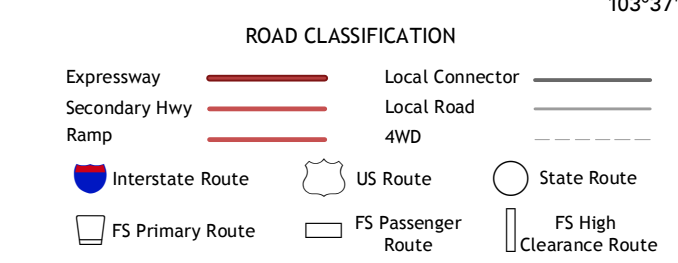 103°37'
ROAD CLASSIFICATION
Expressway
Local Connector
Secondary Hwy
Local Road
Ramp
4WD
Interstate Route
US Route
State Route
FS Primary Route
FS Passenger
Route
FS High
Clearance Route